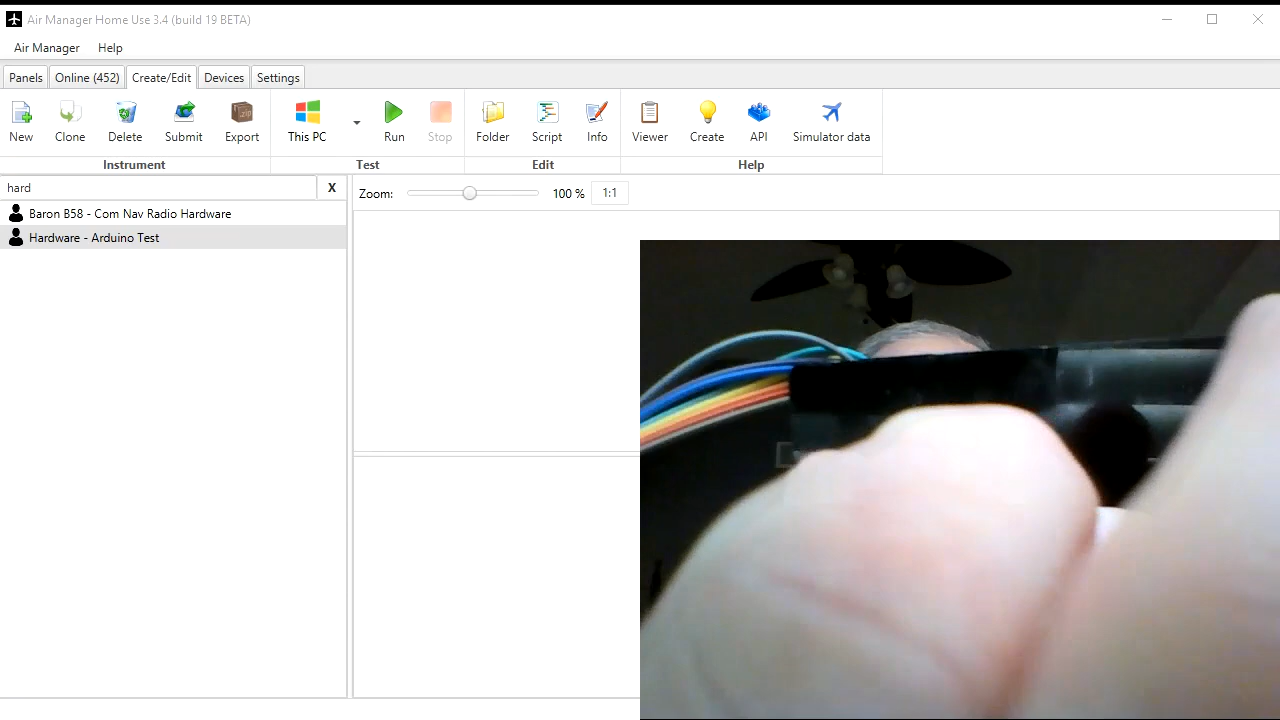 Air Manager Home Use 3.4 (build 19 BETA)
Air Manager Help
Panels Online (452) Create/Edit Devices Settings
New Clone Delete Submit Export This PC Run Stop Folder Script Info Viewer Create API Simulator data
Instrument Test Edit Help
hard X
Zoom: 100 % 1:1
Baron B58 - Com Nav Radio Hardware
Hardware - Arduino Test